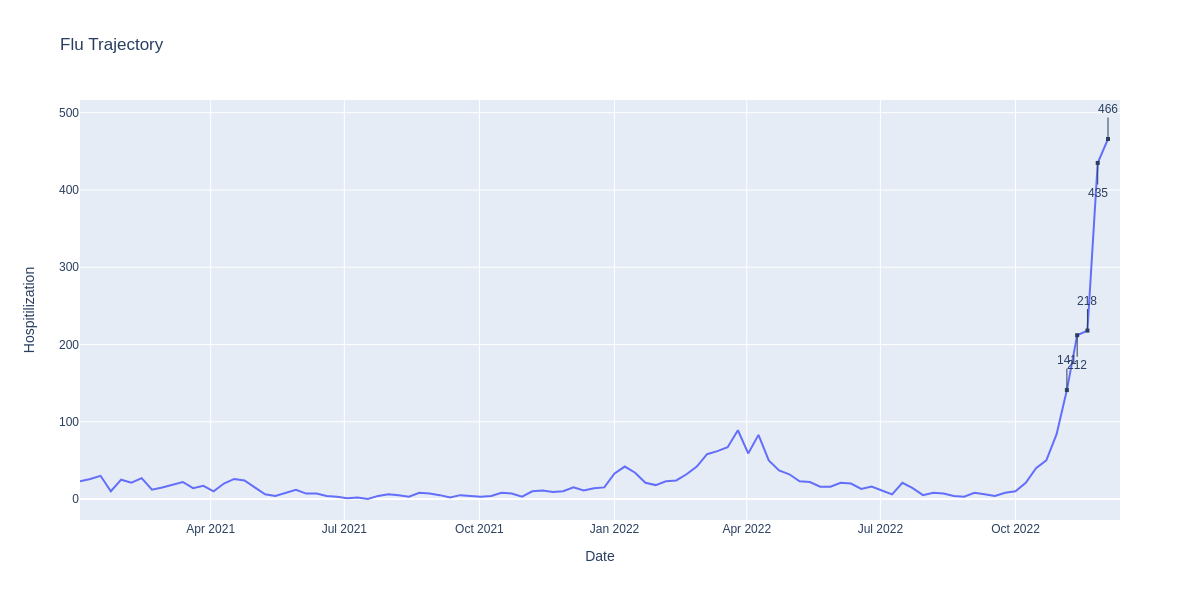 Flu Trajectory
Hospitilization
500
400
300
200
100
0
466
435
218
141
212
Apr 2021
Jul 2021
Oct 2021
Jan 2022
Apr 2022
Jul 2022
Oct 2022
Date